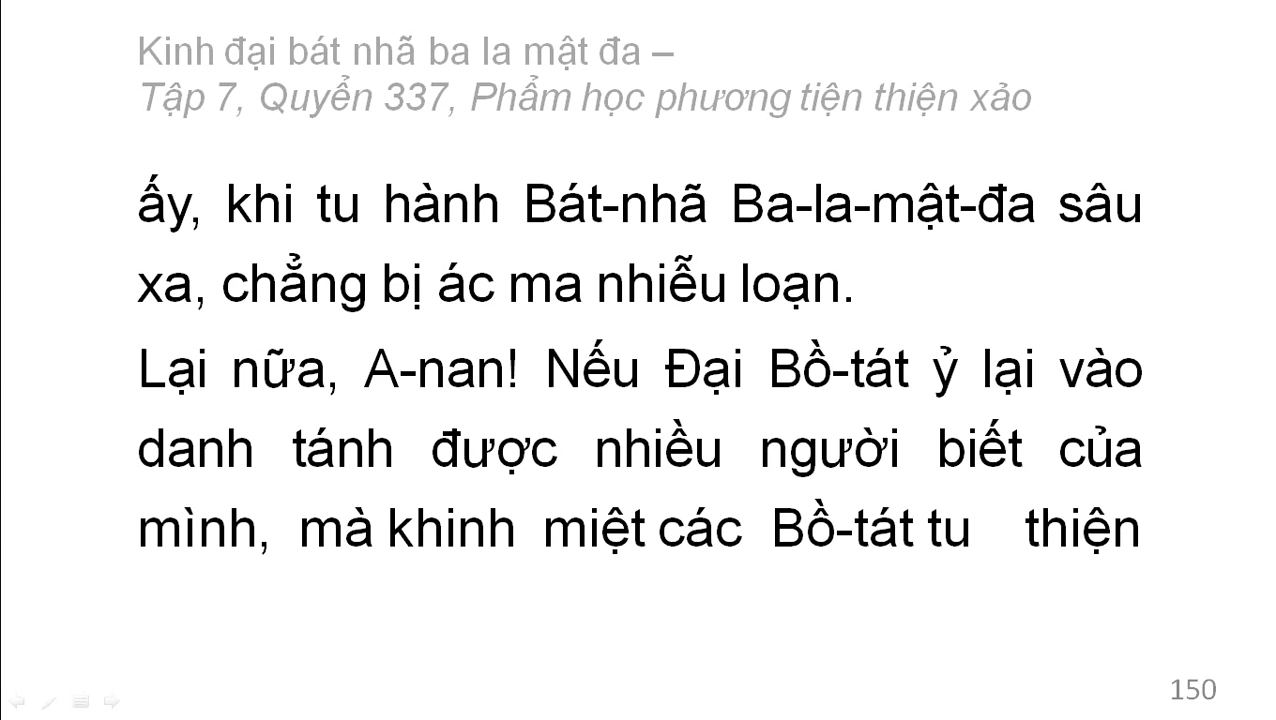 Kinh đại bát nhã ba la mật đa –
Tập 7, Quyển 337, Phẩm học phương tiện thiện xảo
ấy, khi tu hành Bát-nhã Ba-la-mật-đa sâu
xa, chẳng bị ác ma nhiễu loạn.
Lại nữa, A-nan! Nếu Đại Bồ-tát ỷ lại vào
danh tánh được nhiều người biết của
mình, mà khinh miệt các Bồ-tát tu thiện
150